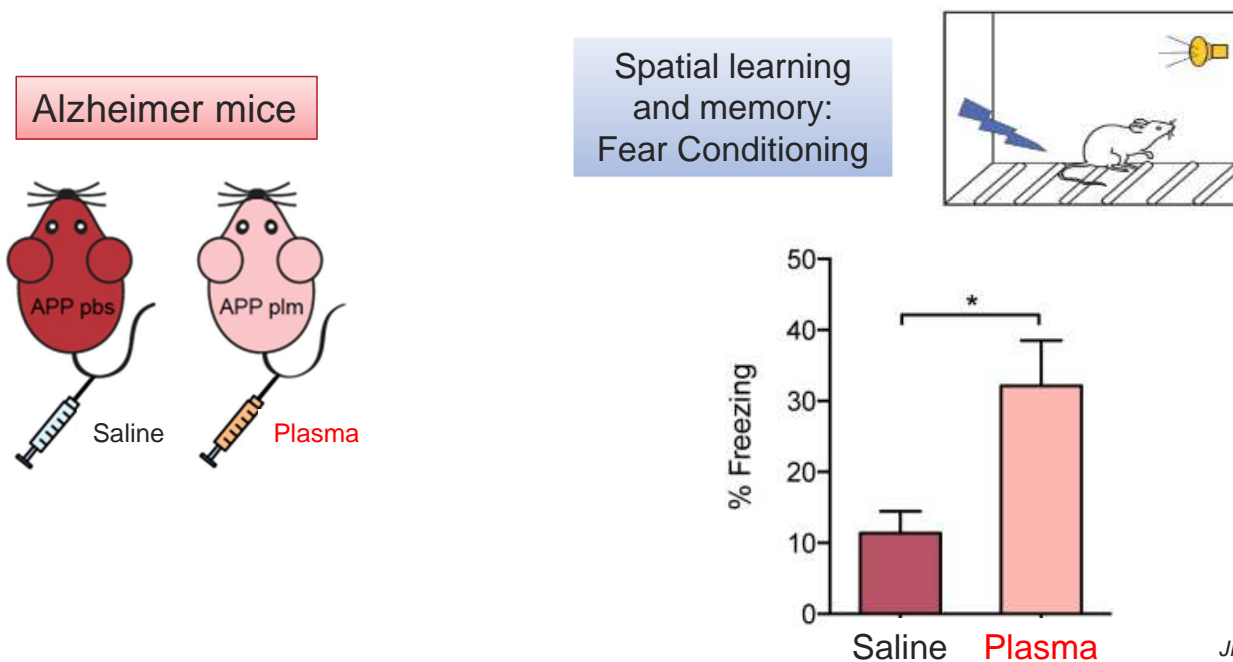 Alzheimer mice
APP pbs
APP plm
Saline
Plasma
Spatial learning
and memory:
Fear Conditioning
% Freezing
50
40
30
20
10
0
*
Saline
Plasma